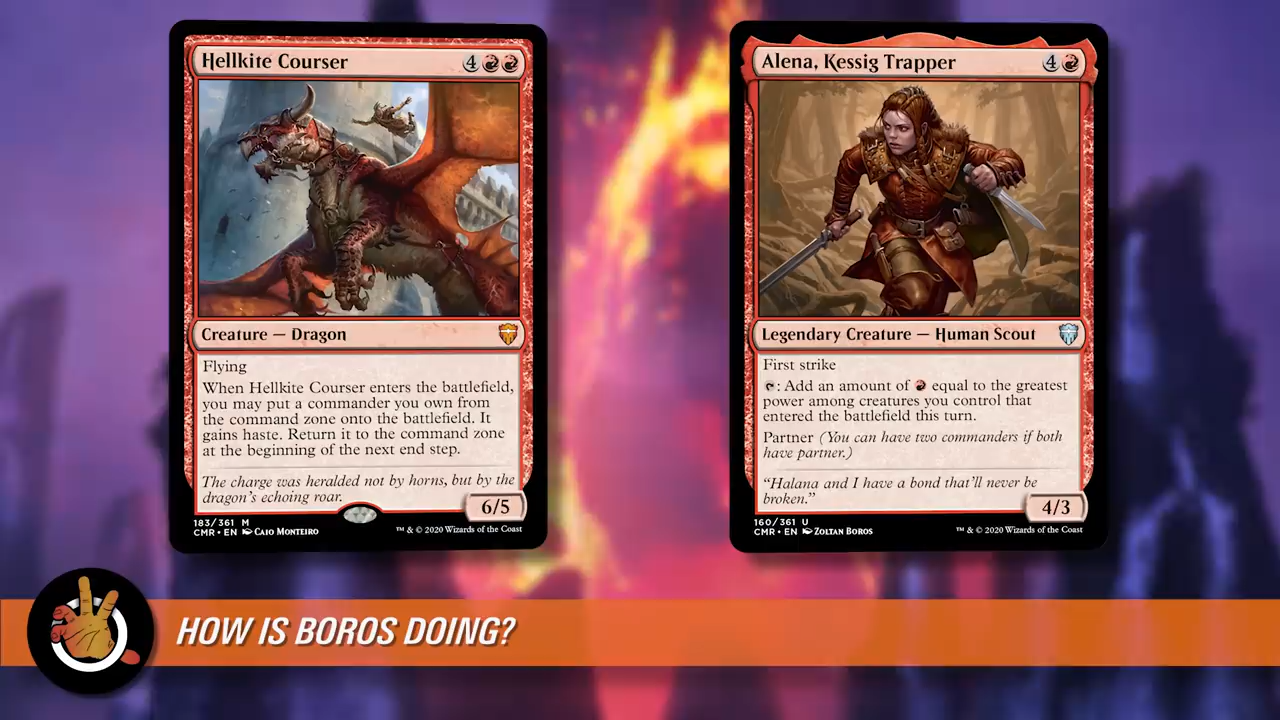 Hellkite Courser 4
Creature — Dragon
Flying
When Hellkite Courser enters the battlefield,
you may put a commander you own from
the command zone onto the battlefield. It
gains haste. Return it to the command zone
at the beginning of the next end step.
The charge was heralded not by horns, but by the
dragon's echoing roar.
6/5
183/361 M
CMR • EN Caio Monteiro
™ & © 2020 Wizards of the Coast
Alena, Kessig Trapper 4
Legendary Creature — Human Scout
First strike
: Add an amount of equal to the greatest
power among creatures you control that
entered the battlefield this turn.
Partner (You can have two commanders if both
have partner.)
“Halana and I have a bond that'll never be
broken.”
4/3
160/361 U
CMR • EN Zoltan Boros
™ & © 2020 Wizards of the Coast
HOW IS BOROS DOING?